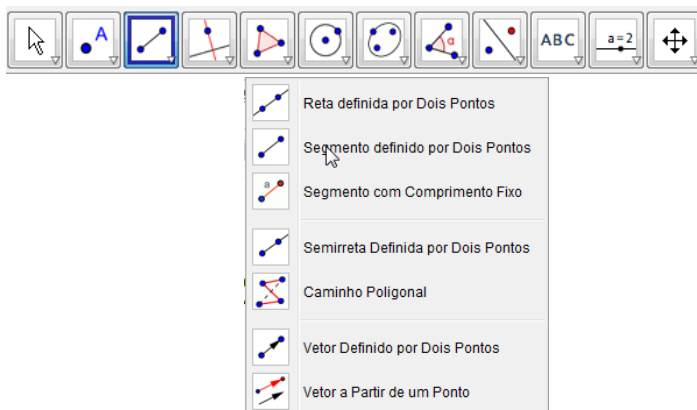 A
α
ABC
a=2
Reta definida por Dois Pontos
Segmento definido por Dois Pontos
a
Segmento com Comprimento Fixo
Semirreta Definida por Dois Pontos
Caminho Poligonal
Vetor Definido por Dois Pontos
Vetor a Partir de um Ponto